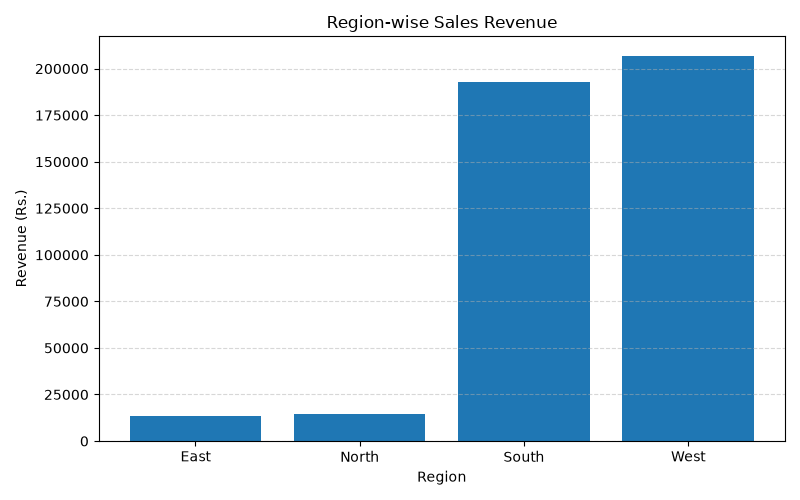 Region-wise Sales Revenue
200000
175000
150000
125000
100000
75000
50000
25000
0
Revenue (Rs.)
East North South West
Region